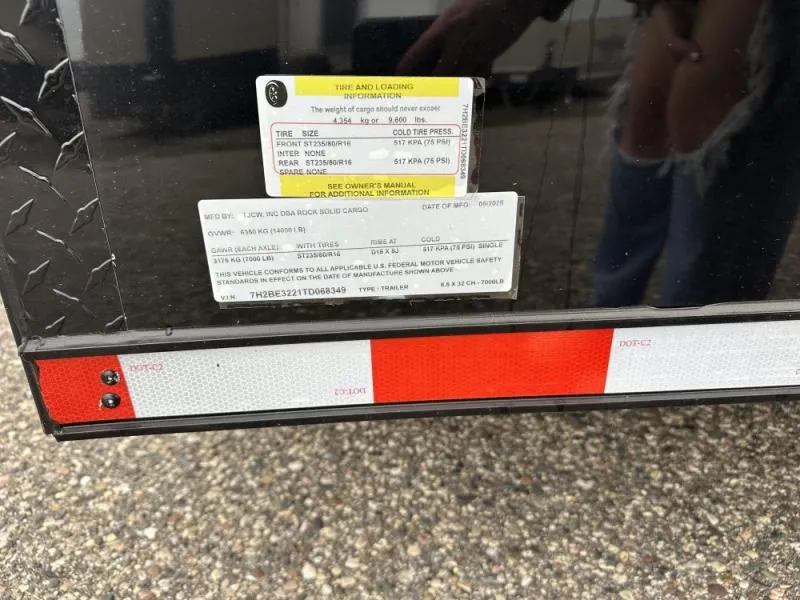 TIRE AND LOADING
INFORMATION
The weight of cargo should never exceed
4,354 kg or 9,600 lbs.
TIRE SIZE COLD TIRE PRESS.
FRONT ST235/80/R16 517 KPA (75 PSI)
INTER NONE
REAR ST235/80/R16 517 KPA (75 PSI)
SPARE NONE
SEE OWNER'S MANUAL
FOR ADDITIONAL INFORMATION
7H2BE3221TD068349
MFD BY: TJCW, INC DBA ROCK SOLID CARGO DATE OF MFG: 06/2025
GVWR: 6350 KG (14000 LB)
GAWR (EACH AXLE) WITH TIRES RIMS AT COLD
3175 KG (7000 LB) ST235/80/R16 D16 X 6J 517 KPA (75 PSI) SINGLE
THIS VEHICLE CONFORMS TO ALL APPLICABLE U.S. FEDERAL MOTOR VEHICLE SAFETY
STANDARDS IN EFFECT ON THE DATE OF MANUFACTURE SHOWN ABOVE
V.I.N. 7H2BE3221TD068349 TYPE: TRAILER 8.5 X 32 CH - 7000LB
DOT-C2
DOT-C2
DOT-C2